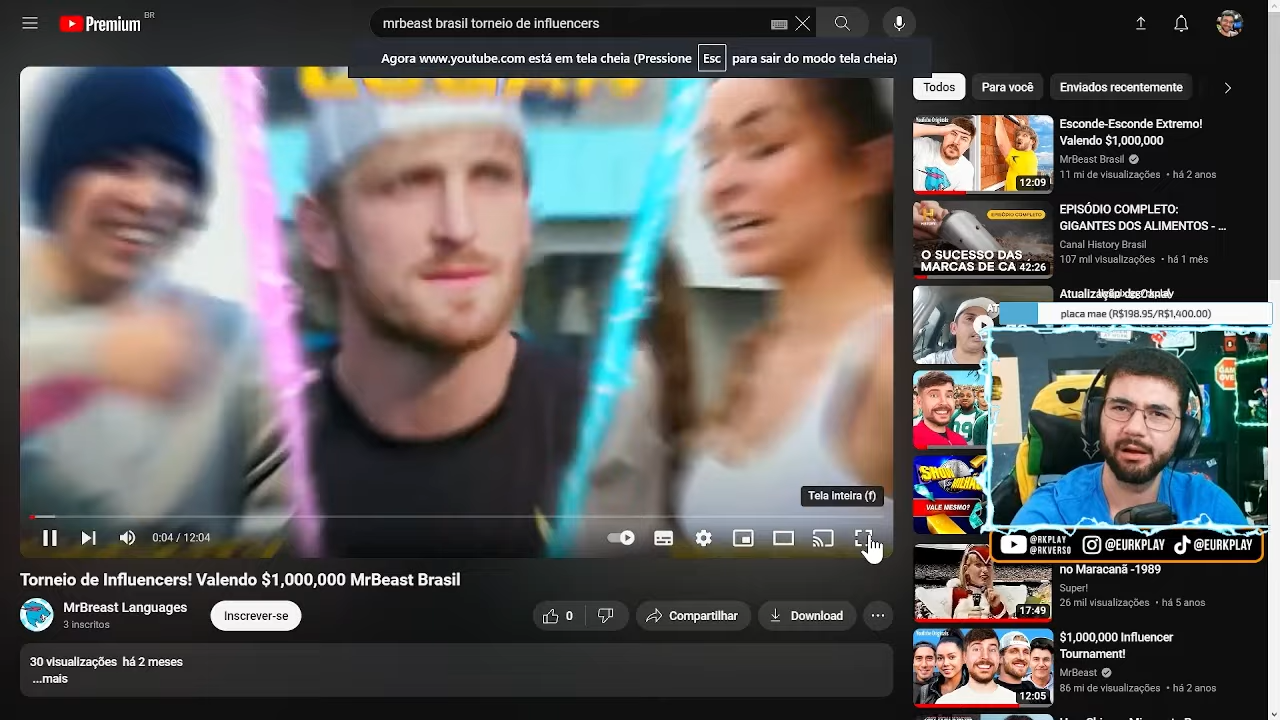 BR
Premium
mrbeast brasil torneio de influencers
Agora www.youtube.com está em tela cheia (Pressione Esc para sair do modo tela cheia)
Todos
Para você
Enviados recentemente
Esconde-Esconde Extremo!
Valendo $1,000,000
MrBeast Brasil
11 mi de visualizações • há 2 anos
12:09
EPISÓDIO COMPLETO
O SUCESSO DAS
MARCAS DE CA
42:26
EPISÓDIO COMPLETO:
GIGANTES DOS ALIMENTOS - ...
Canal History Brasil
107 mil visualizações • há 1 mês
placa mae (R$198.95/R$1,400.00)
GAME
OVER
SHOW
VALE MESMO?
@RKPLAY
@RKVERSO
@EURKPLAY
@EURKPLAY
no Maracanã -1989
Super!
26 mil visualizações • há 5 anos
17:49
$1,000,000 Influencer
Tournament!
MrBeast
86 mi de visualizações • há 2 anos
12:05
Tela inteira (f)
0:04 / 12:04
Torneio de Influencers! Valendo $1,000,000 MrBeast Brasil
MrBreast Languages
3 inscritos
Inscrever-se
0
Compartilhar
Download
30 visualizações há 2 meses
...mais